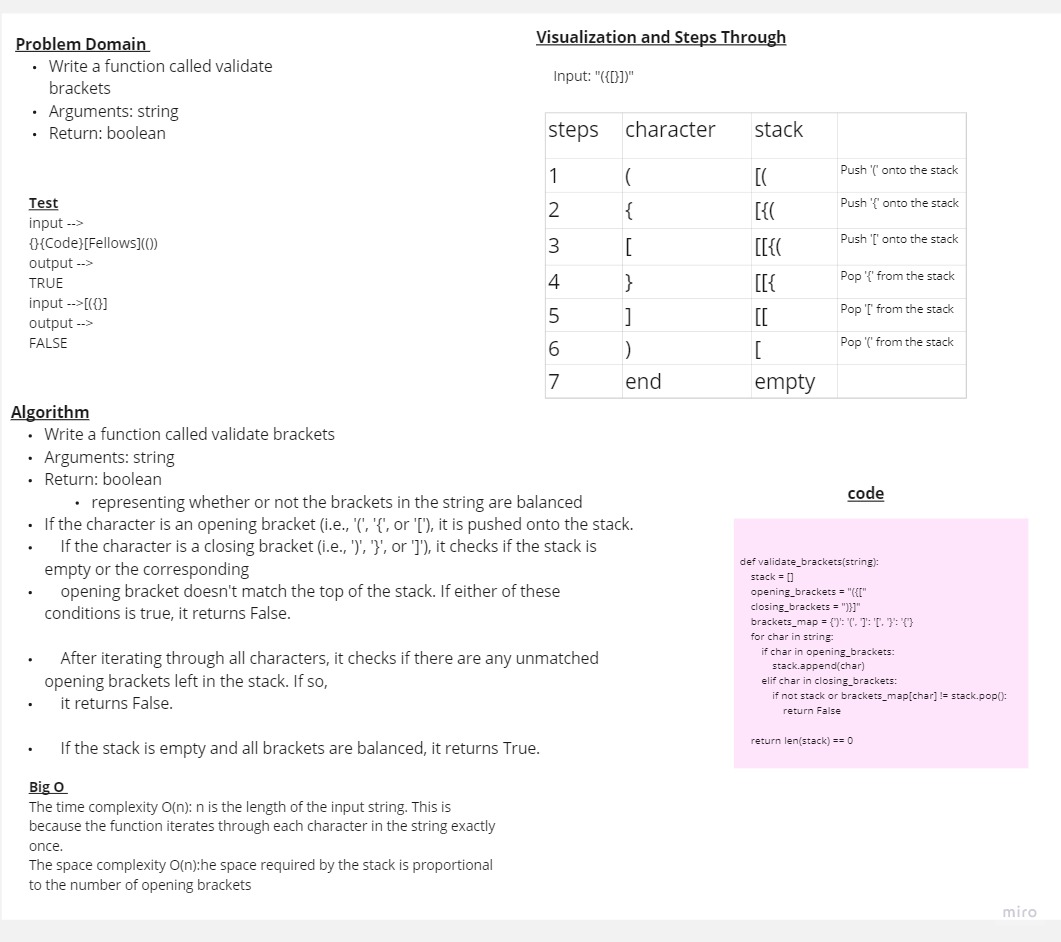 Problem Domain
• Write a function called validate
brackets
• Arguments: string
• Return: boolean
Test
input -->
{}{Code}[Fellows](())
output -->
TRUE
input -->[({}]
output -->
FALSE
Algorithm
• Write a function called validate brackets
• Arguments: string
• Return: boolean
• representing whether or not the brackets in the string are balanced
• If the character is an opening bracket (i.e., '(', '{', or '['), it is pushed onto the stack.
• If the character is a closing bracket (i.e., ')', '}', or ']'), it checks if the stack is
empty or the corresponding
• opening bracket doesn't match the top of the stack. If either of these
conditions is true, it returns False.
• After iterating through all characters, it checks if there are any unmatched
opening brackets left in the stack. If so,
• it returns False.
• If the stack is empty and all brackets are balanced, it returns True.
Big O
The time complexity O(n): n is the length of the input string. This is
because the function iterates through each character in the string exactly
once.
The space complexity O(n):he space required by the stack is proportional
to the number of opening brackets
Visualization and Steps Through
Input: "({[}])"
steps character stack
1 ( [( Push '(' onto the stack
2 { [{( Push '{' onto the stack
3 [ [[{( Push '[' onto the stack
4 } [[{ Pop '{' from the stack
5 ] [[ Pop '[' from the stack
6 ) [ Pop '(' from the stack
7 end empty
code
def validate_brackets(string):
stack = []
opening_brackets = "({["
closing_brackets = ")}]"
brackets_map = {')': '(', ']': '[', '}': '{'}
for char in string:
if char in opening_brackets:
stack.append(char)
elif char in closing_brackets:
if not stack or brackets_map[char] != stack.pop():
return False
return len(stack) == 0
miro